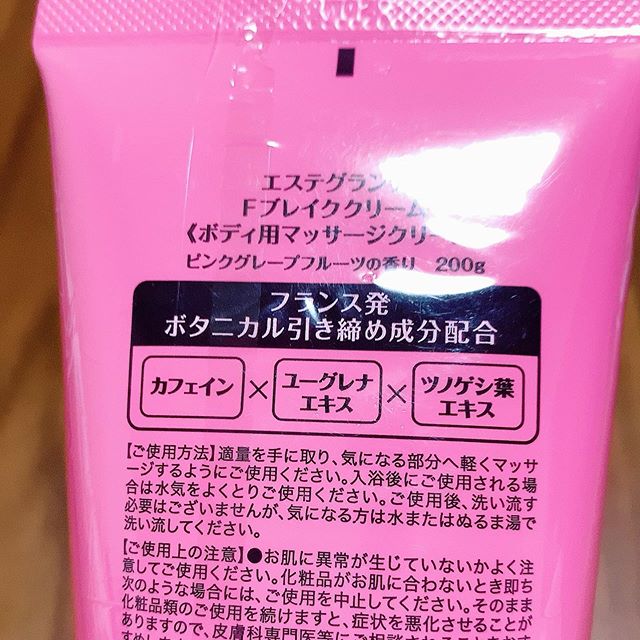 エステグラン
Fブレイククリーム
《ボディ用マッサージクリー
ピンクグレープフルーツの香り 200g
フランス発
ボタニカル引き締め成分配合
カフェイン×ユーグレナエキス×ツノゲシ葉エキス
【ご使用方法】適量を手に取り、気になる部分へ軽くマッサ
ージするようにご使用ください。入浴後にご使用される場
合は水気をよくとりご使用ください。ご使用後、洗い流す
必要はございませんが、気になる方は水またはぬるま湯で
洗い流してください。
【ご使用上の注意】●お肌に異常が生じていないかよく注
意してご使用ください。化粧品がお肌に合わないとき即ち
次のような場合には、ご使用を中止してください。そのまま
化粧品類のご使用を続けますと、症状を悪化させることが
ありますので、皮膚科専門医等にご相談されることをおす